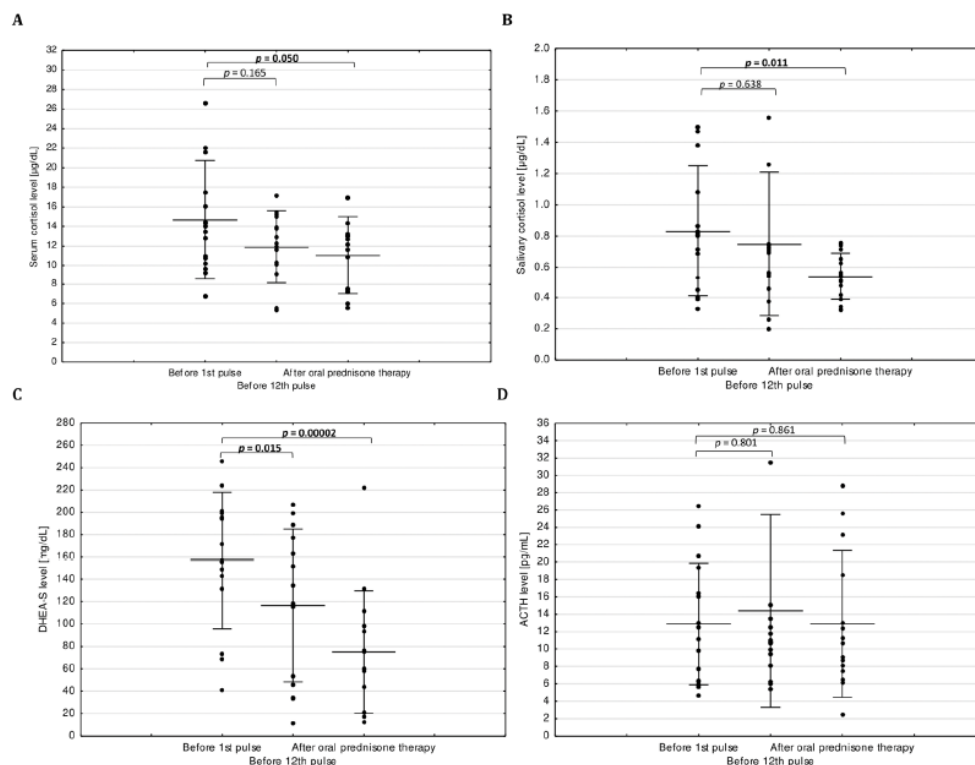 A
32
30
28
26
24
22
20
18
16
14
12
10
8
6
4
2
0
Serum cortisol level [µg/dL]
p = 0.050
p = 0.165
Before 1st pulse After oral prednisone therapy
Before 12th pulse
B
2.0
1.8
1.6
1.4
1.2
1.0
0.8
0.6
0.4
0.2
0.0
Salivary cortisol level [µg/dL]
p = 0.011
p = 0.638
Before 1st pulse After oral prednisone therapy
Before 12th pulse
C
280
260
240
220
200
180
160
140
120
100
80
60
40
20
0
DHEA-S level [mg/dL]
p = 0.00002
p = 0.015
Before 1st pulse After oral prednisone therapy
Before 12th pulse
D
36
34
32
30
28
26
24
22
20
18
16
14
12
10
8
6
4
2
0
ACTH level [pg/mL]
p = 0.861
p = 0.801
Before 1st pulse After oral prednisone therapy
Before 12th pulse